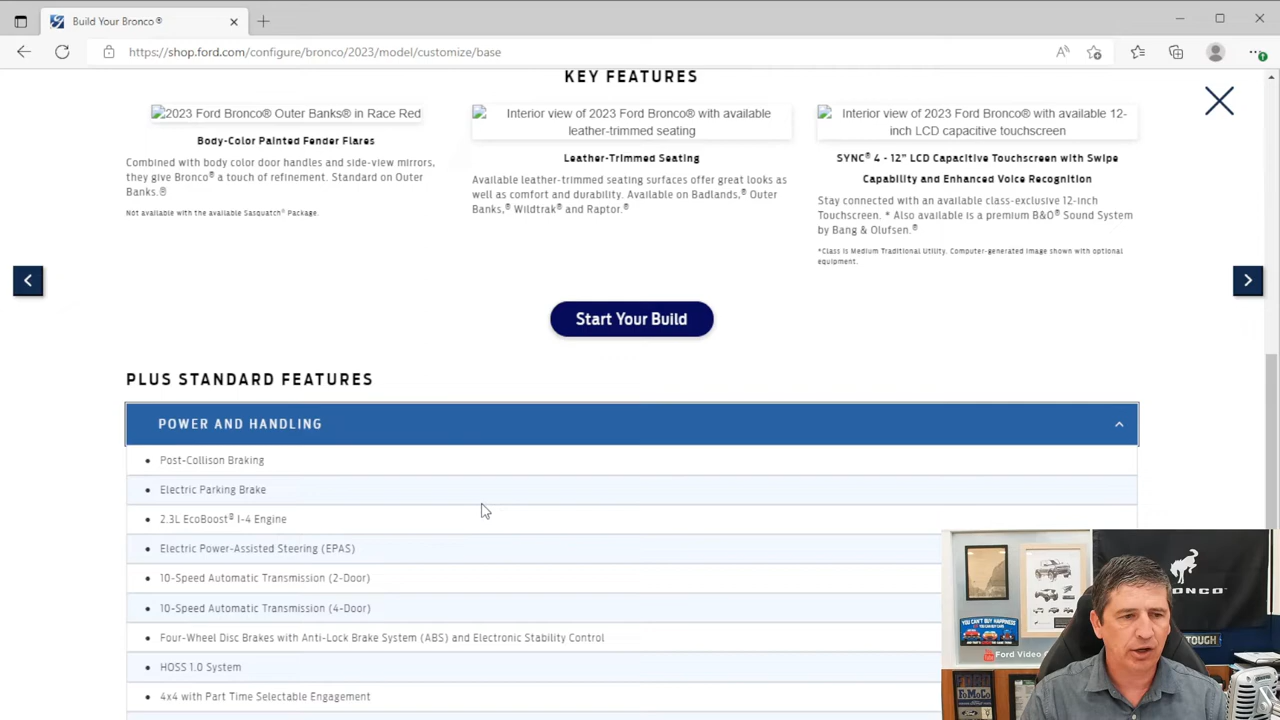 Build Your Bronco®
https://shop.ford.com/configure/bronco/2023/model/customize/base
KEY FEATURES
2023 Ford Bronco® Outer Banks® in Race Red
Body-Color Painted Fender Flares
Combined with body color door handles and side-view mirrors,
they give Bronco® a touch of refinement. Standard on Outer
Banks.®
Not available with the available Sasquatch® Package.
Interior view of 2023 Ford Bronco® with available
leather-trimmed seating
Leather-Trimmed Seating
Available leather-trimmed seating surfaces offer great looks as
well as comfort and durability. Available on Badlands,® Outer
Banks,® Wildtrak® and Raptor.®
Interior view of 2023 Ford Bronco® with available 12-
inch LCD capacitive touchscreen
SYNC® 4 - 12" LCD Capacitive Touchscreen with Swipe
Capability and Enhanced Voice Recognition
Stay connected with an available class-exclusive 12-inch
Touchscreen. * Also available is a premium B&O® Sound System
by Bang & Olufsen.®
*Class is Medium Traditional Utility. Computer-generated image shown with optional
equipment.
Start Your Build
PLUS STANDARD FEATURES
POWER AND HANDLING
Post-Collison Braking
Electric Parking Brake
2.3L EcoBoost® I-4 Engine
Electric Power-Assisted Steering (EPAS)
10-Speed Automatic Transmission (2-Door)
10-Speed Automatic Transmission (4-Door)
Four-Wheel Disc Brakes with Anti-Lock Brake System (ABS) and Electronic Stability Control
HOSS 1.0 System
4x4 with Part Time Selectable Engagement
YOU CAN'T BUY HAPPINESS
Ford Video
RONCO
TOUGH
FORD
FoMoCo